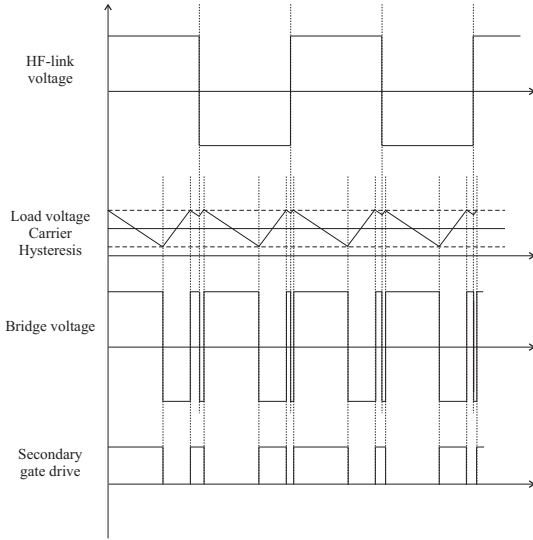 HF-link
voltage
Load voltage
Carrier
Hysteresis
Bridge voltage
Secondary
gate drive